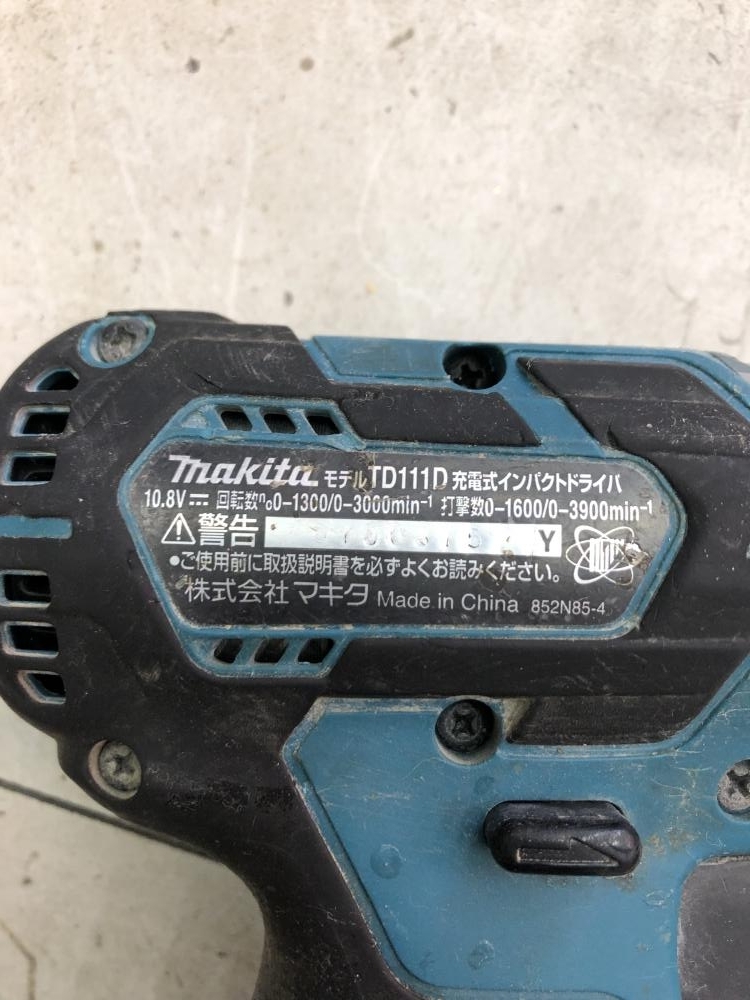 makita モデルTD111D 充電式インパクトドライバ
10.8V⎓ 回転数n₀0-1300/0-3000min⁻¹ 打撃数0-1600/0-3900min⁻¹
⚠警告 Y
●ご使用前に取扱説明書を必ずよくお読みください。
株式会社マキタ Made in China 852N85-4